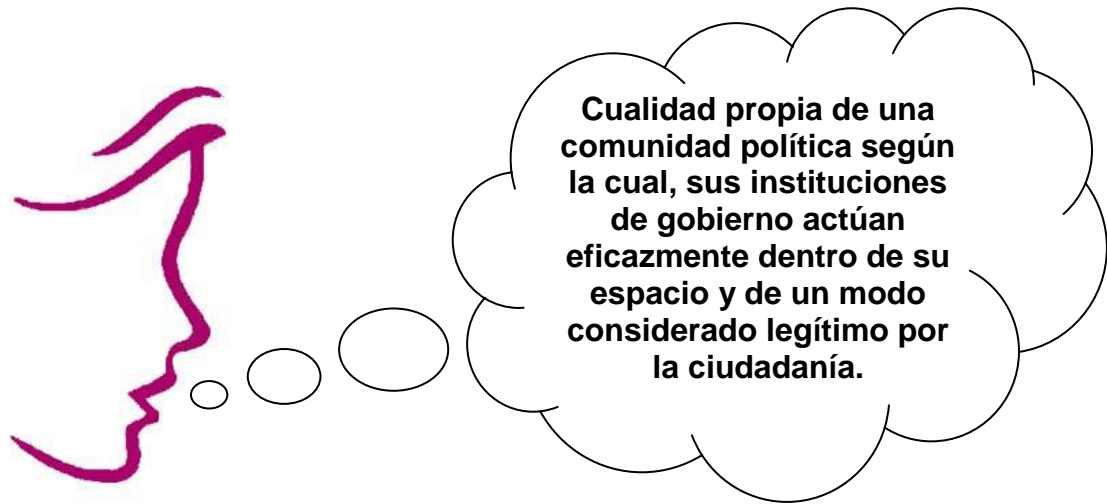 Cualidad propia de una
comunidad política según
la cual, sus instituciones
de gobierno actúan
eficazmente dentro de su
espacio y de un modo
considerado legítimo por
la ciudadanía.